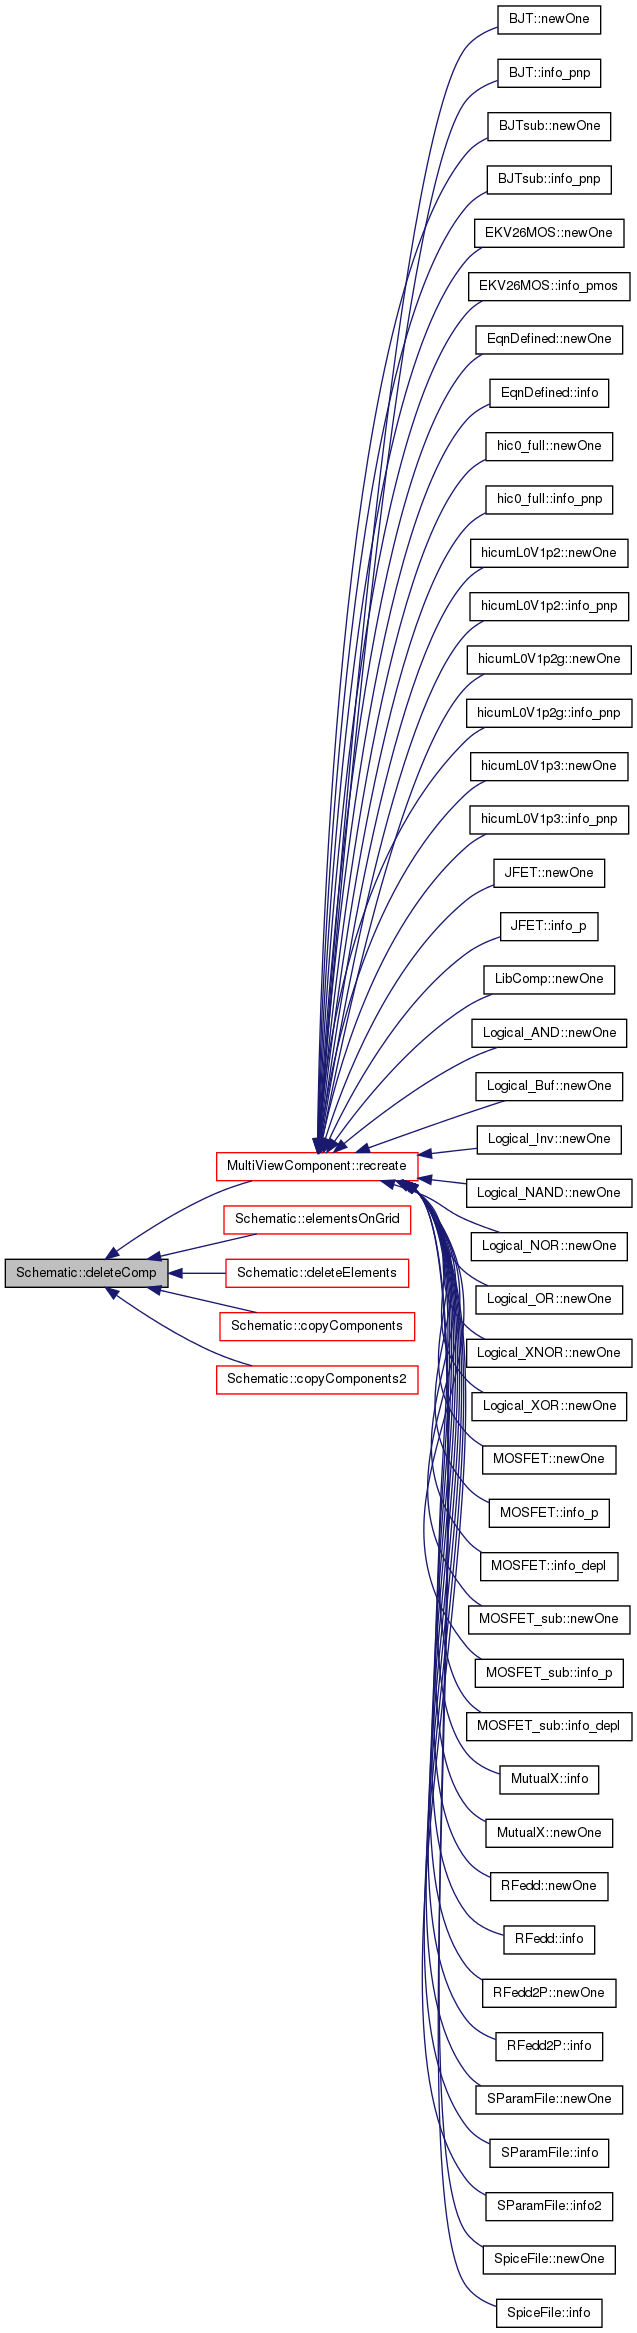 BJT::newOne
BJT::info_pnp
BJTsub::newOne
BJTsub::info_pnp
EKV26MOS::newOne
EKV26MOS::info_pmos
EqnDefined::newOne
EqnDefined::info
hic0_full::newOne
hic0_full::info_pnp
hicumL0V1p2::newOne
hicumL0V1p2::info_pnp
hicumL0V1p2g::newOne
hicumL0V1p2g::info_pnp
hicumL0V1p3::newOne
hicumL0V1p3::info_pnp
JFET::newOne
JFET::info_p
LibComp::newOne
Logical_AND::newOne
Logical_Buf::newOne
Logical_Inv::newOne
MultiViewComponent::recreate
Logical_NAND::newOne
Schematic::elementsOnGrid
Logical_NOR::newOne
Schematic::deleteComp
Schematic::deleteElements
Logical_OR::newOne
Schematic::copyComponents
Logical_XNOR::newOne
Schematic::copyComponents2
Logical_XOR::newOne
MOSFET::newOne
MOSFET::info_p
MOSFET::info_depl
MOSFET_sub::newOne
MOSFET_sub::info_p
MOSFET_sub::info_depl
MutualX::info
MutualX::newOne
RFedd::newOne
RFedd::info
RFedd2P::newOne
RFedd2P::info
SParamFile::newOne
SParamFile::info
SParamFile::info2
SpiceFile::newOne
SpiceFile::info